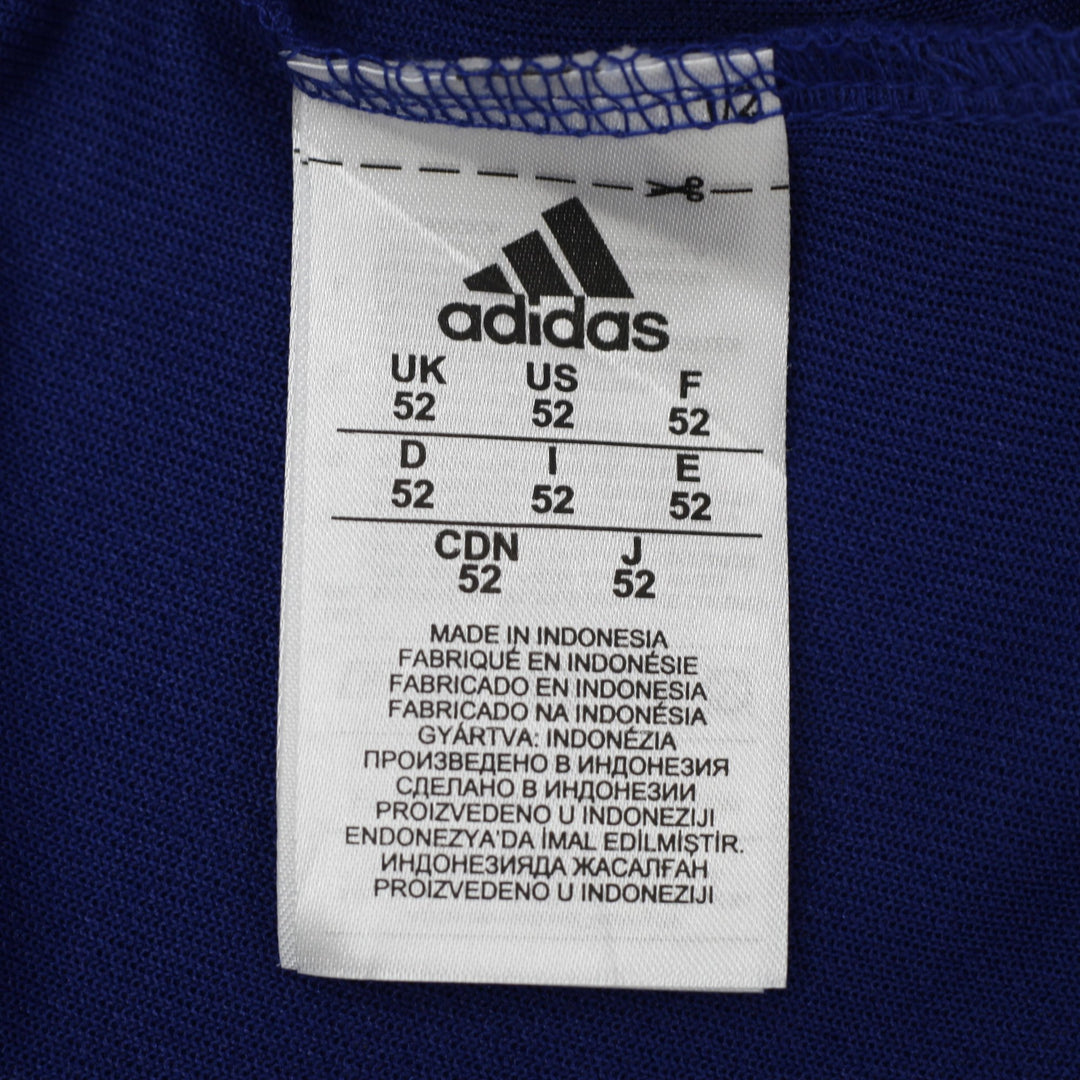 1/2
adidas
UK US F
52 52 52
D I E
52 52 52
CDN J
52 52
MADE IN INDONESIA
FABRIQUÉ EN INDONÉSIE
FABRICADO EN INDONESIA
FABRICADO NA INDONÉSIA
GYÁRTVA: INDONÉZIA
ПРОИЗВЕДЕНО В ИНДОНЕЗИЯ
СДЕЛАНО В ИНДОНЕЗИИ
PROIZVEDENO U INDONEZIJI
ENDONEZYA'DA İMAL EDİLMİŞTİR.
ИНДОНЕЗИЯДА ЖАСАЛҒАН
PROIZVEDENO U INDONEZIJI